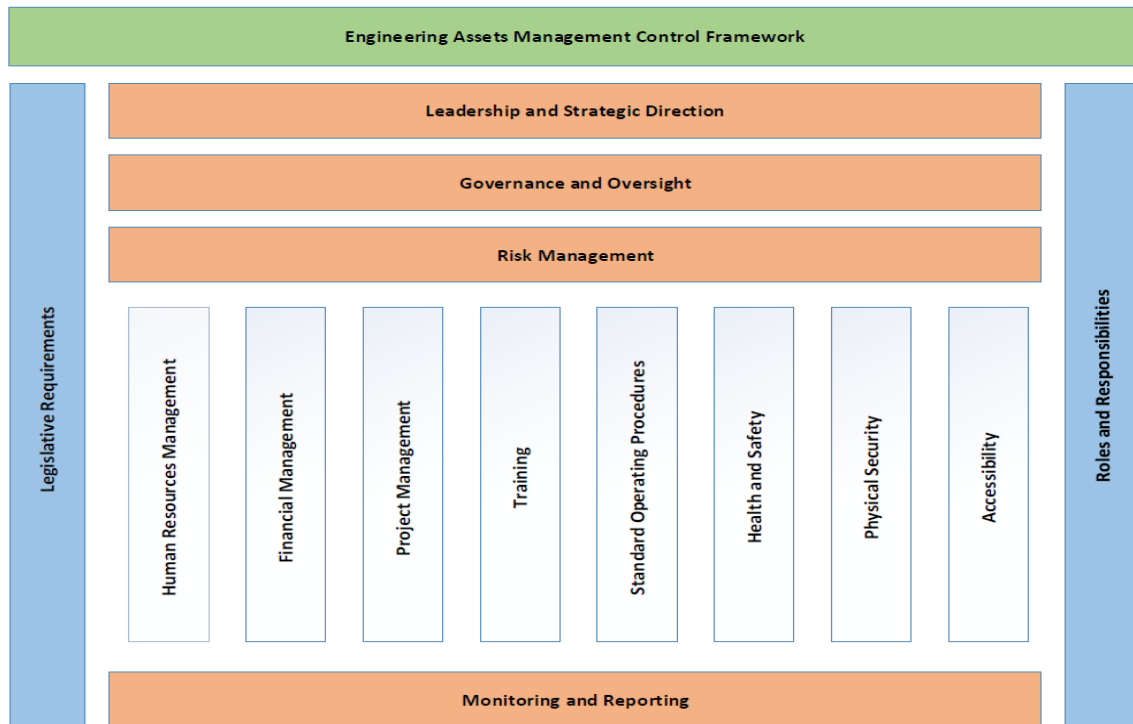 Engineering Assets Management Control Framework
Leadership and Strategic Direction
Governance and Oversight
Risk Management
Legislative Requirements
Human Resources Management
Financial Management
Project Management
Training
Standard Operating Procedures
Health and Safety
Physical Security
Accessibility
Roles and Responsibilities
Monitoring and Reporting